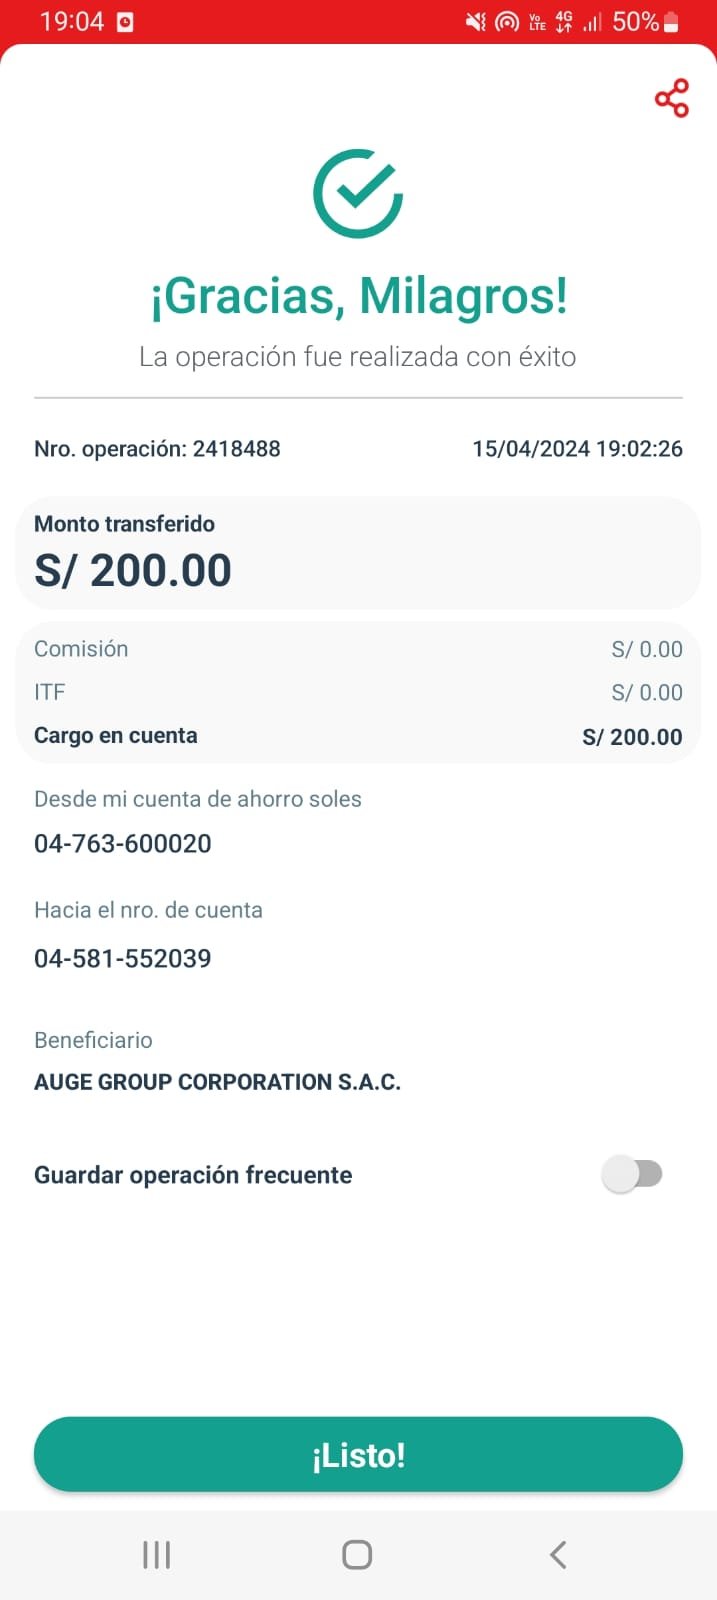 19:04 Vo LTE 4G 50%
¡Gracias, Milagros!
La operación fue realizada con éxito
Nro. operación: 2418488 15/04/2024 19:02:26
Monto transferido
S/ 200.00
Comisión S/ 0.00
ITF S/ 0.00
Cargo en cuenta S/ 200.00
Desde mi cuenta de ahorro soles
04-763-600020
Hacia el nro. de cuenta
04-581-552039
Beneficiario
AUGE GROUP CORPORATION S.A.C.
Guardar operación frecuente
¡Listo!